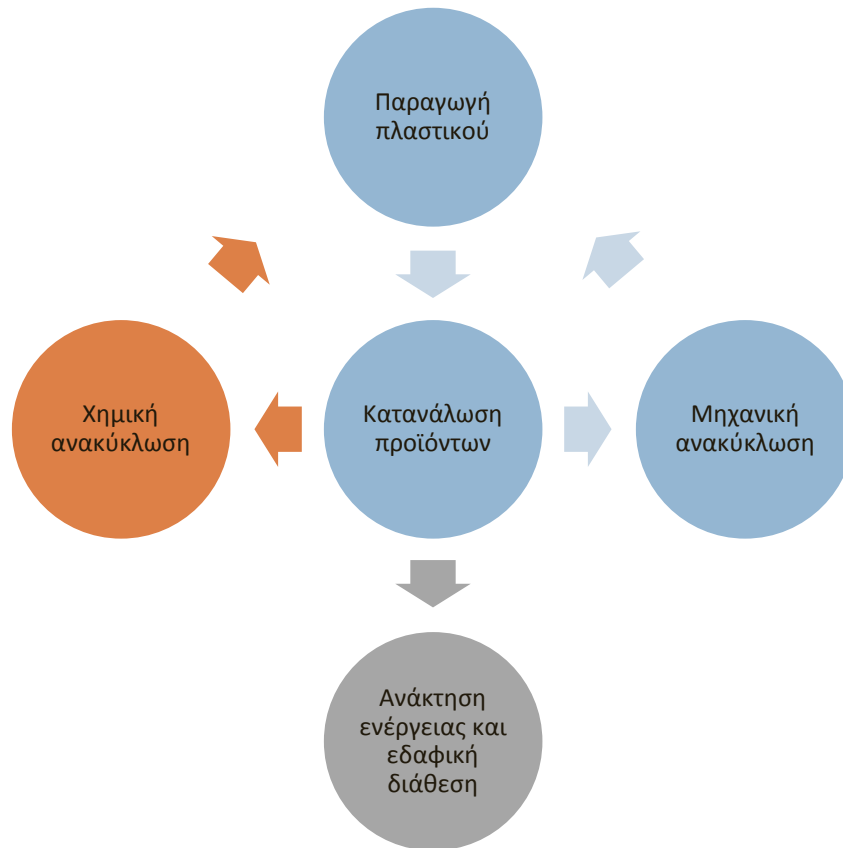 Παραγωγή
πλαστικού
Χημική
ανακύκλωση
Κατανάλωση
προϊόντων
Μηχανική
ανακύκλωση
Ανάκτηση
ενέργειας και
εδαφική
διάθεση